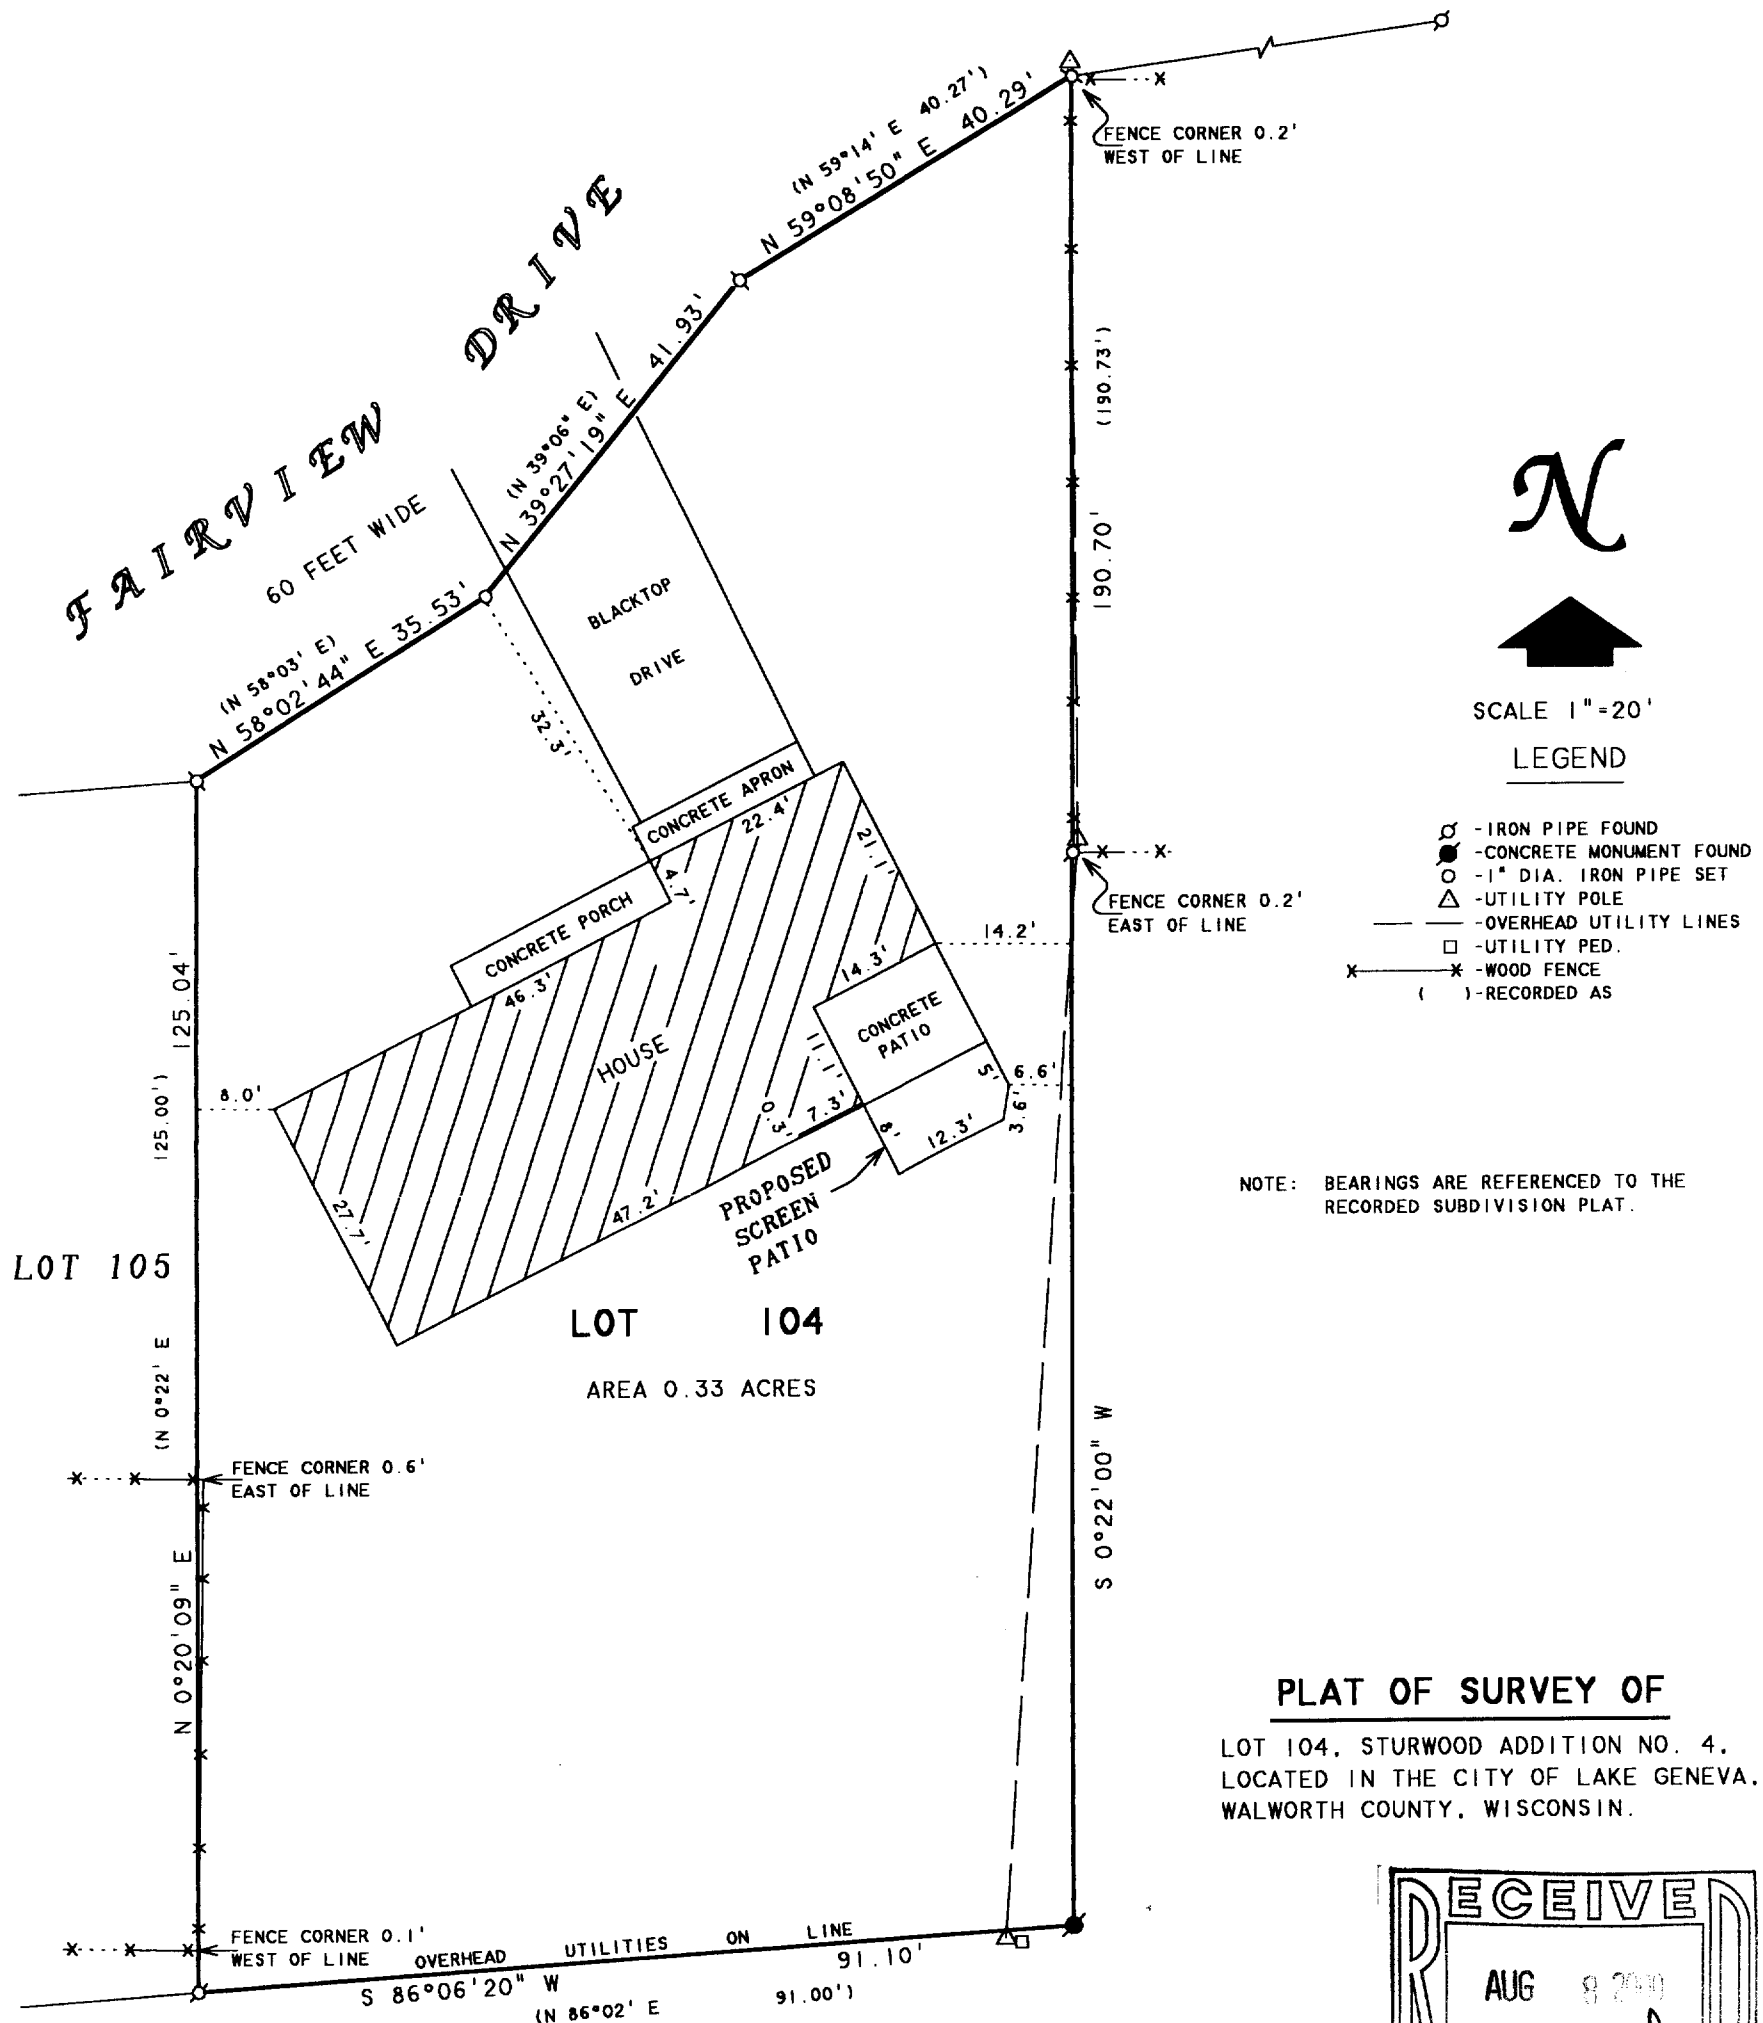 FAIRVIEW DRIVE
60 FEET WIDE
(N 59°14' E 40.27')
N 59°08'50" E 40.29'
FENCE CORNER 0.2'
WEST OF LINE
(N 39°06" E)
N 39°27'19" E 41.93'
(N 58°03' E)
N 58°02'44" E 35.53'
(190.73')
190.70'
BLACKTOP
DRIVE
32.3'
N
SCALE 1"=20'
LEGEND
-IRON PIPE FOUND
-CONCRETE MONUMENT FOUND
-1" DIA. IRON PIPE SET
-UTILITY POLE
-OVERHEAD UTILITY LINES
-UTILITY PED.
-WOOD FENCE
( )-RECORDED AS
CONCRETE APRON
22.4'
21.1'
4.7'
CONCRETE PORCH
46.3'
FENCE CORNER 0.2'
EAST OF LINE
14.2'
14.3'
CONCRETE
PATIO
11.1'
HOUSE
8.0'
5'
6.6'
3.6'
0.3'
7.3'
8'
12.3'
27.7'
47.2'
PROPOSED
SCREEN
PATIO
125.04'
125.00')
NOTE: BEARINGS ARE REFERENCED TO THE
RECORDED SUBDIVISION PLAT.
LOT 105
LOT 104
AREA 0.33 ACRES
(N 0°22' E
N 0°20'09" E
FENCE CORNER 0.6'
EAST OF LINE
S 0°22'00" W
PLAT OF SURVEY OF
LOT 104, STURWOOD ADDITION NO. 4,
LOCATED IN THE CITY OF LAKE GENEVA,
WALWORTH COUNTY, WISCONSIN.
FENCE CORNER 0.1'
WEST OF LINE
OVERHEAD UTILITIES ON LINE
S 86°06'20" W 91.10'
(N 86°02' E 91.00')
RECEIVED
AUG 8 2000